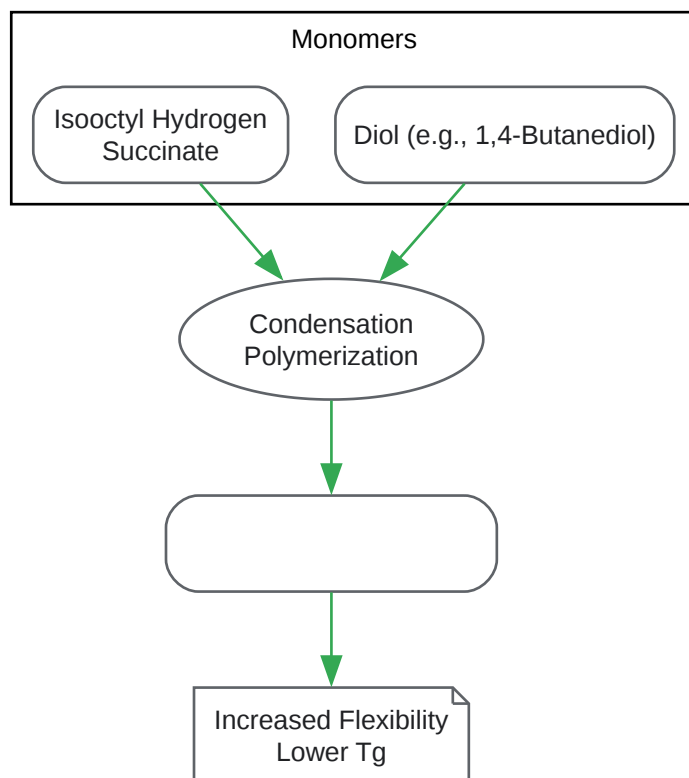 Monomers
Isooctyl Hydrogen
Succinate
Diol (e.g., 1,4-Butanediol)
Condensation
Polymerization
Increased Flexibility
Lower Tg